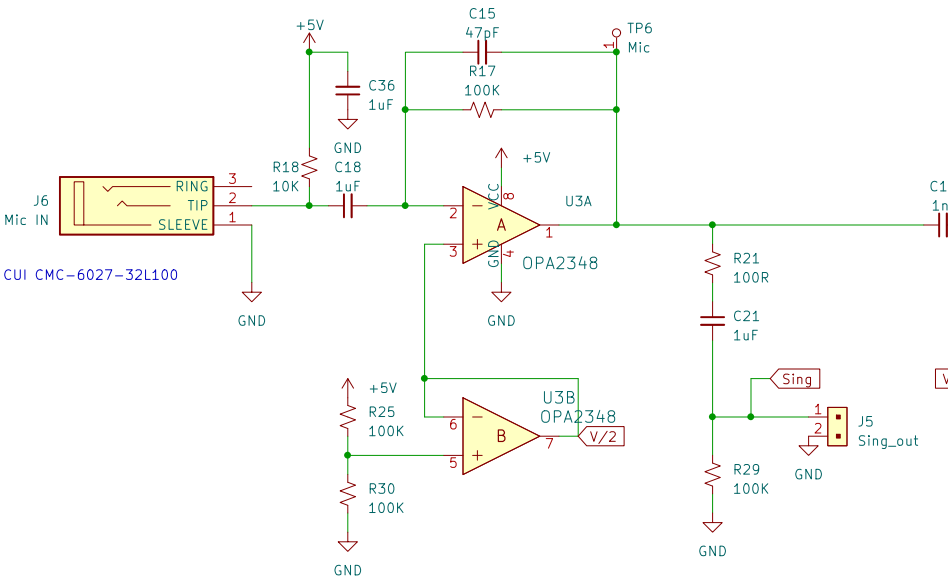 C15
47pF
TP6
Mic
1
+5V
R17
100K
C36
1uF
GND
+5V
R18
10K
C18
1uF
J6
Mic IN
RING
TIP
SLEEVE
3
2
1
CUI CMC-6027-32L100
GND
2
3
A
VCC
8
GND
4
1
U3A
OPA2348
GND
C1
1n
R21
100R
C21
1uF
Sing
V
+5V
R25
100K
R30
100K
GND
6
5
B
7
U3B
OPA2348
V/2
1
2
J5
Sing_out
GND
R29
100K
GND